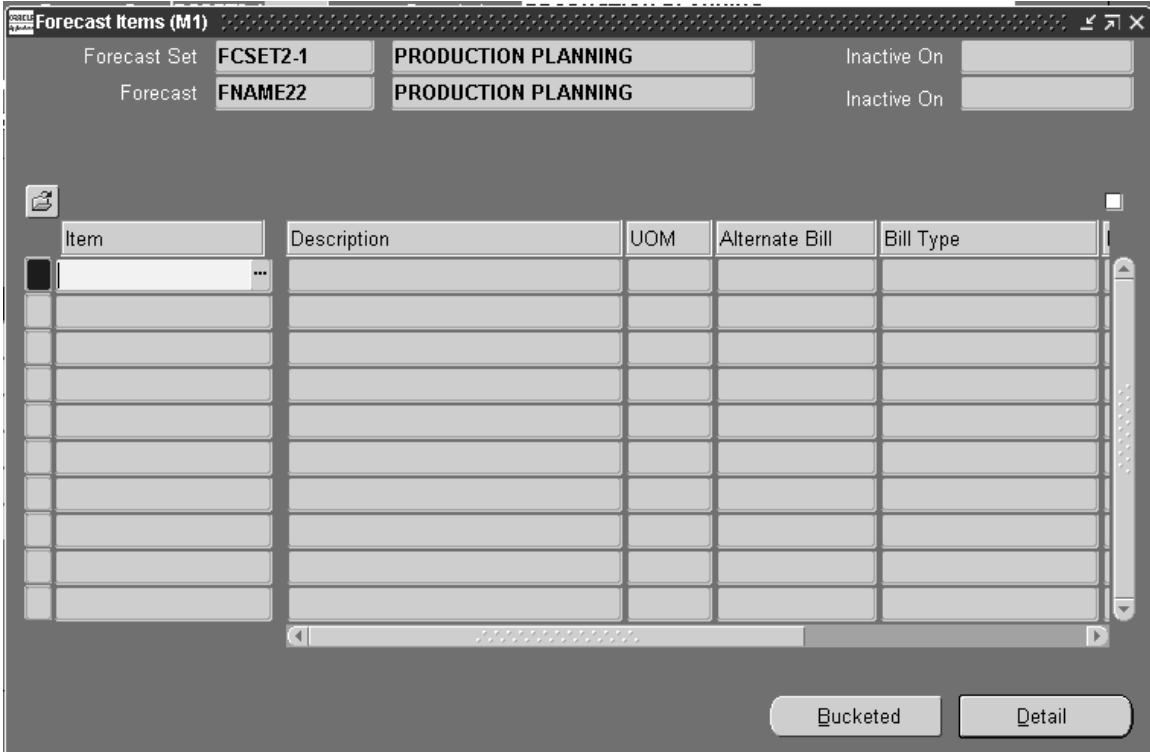 Forecast Items (M1)
Forecast Set FCSET2-1 PRODUCTION PLANNING Inactive On
Forecast FNAME22 PRODUCTION PLANNING Inactive On
Item Description UOM Alternate Bill Bill Type
...
Bucketed Detail